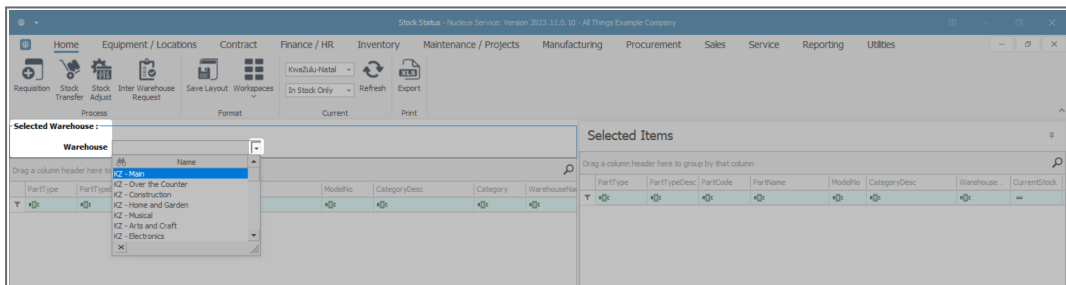 Stock Status - Nucleus Service: Version 2023.11.0.10 - All Things Example Company
Home Equipment / Locations Contract Finance / HR Inventory Maintenance / Projects Manufacturing Procurement Sales Service Reporting Utilities
Requisition Stock Transfer Stock Adjust Inter Warehouse Request Save Layout Workspaces KwaZulu-Natal In Stock Only Refresh Export
Process Format Current Print
Selected Warehouse :
Warehouse
Name
KZ - Main
KZ - Over the Counter
KZ - Construction
KZ - Home and Garden
KZ - Musical
KZ - Arts and Craft
KZ - Electronics
Drag a column header here to
PartType ModelNo CategoryDesc Category
Selected Items
Drag a column header here to group by that column
PartType PartTypeDesc PartCode PartName ModelNo CategoryDesc Warehouse... CurrentStock